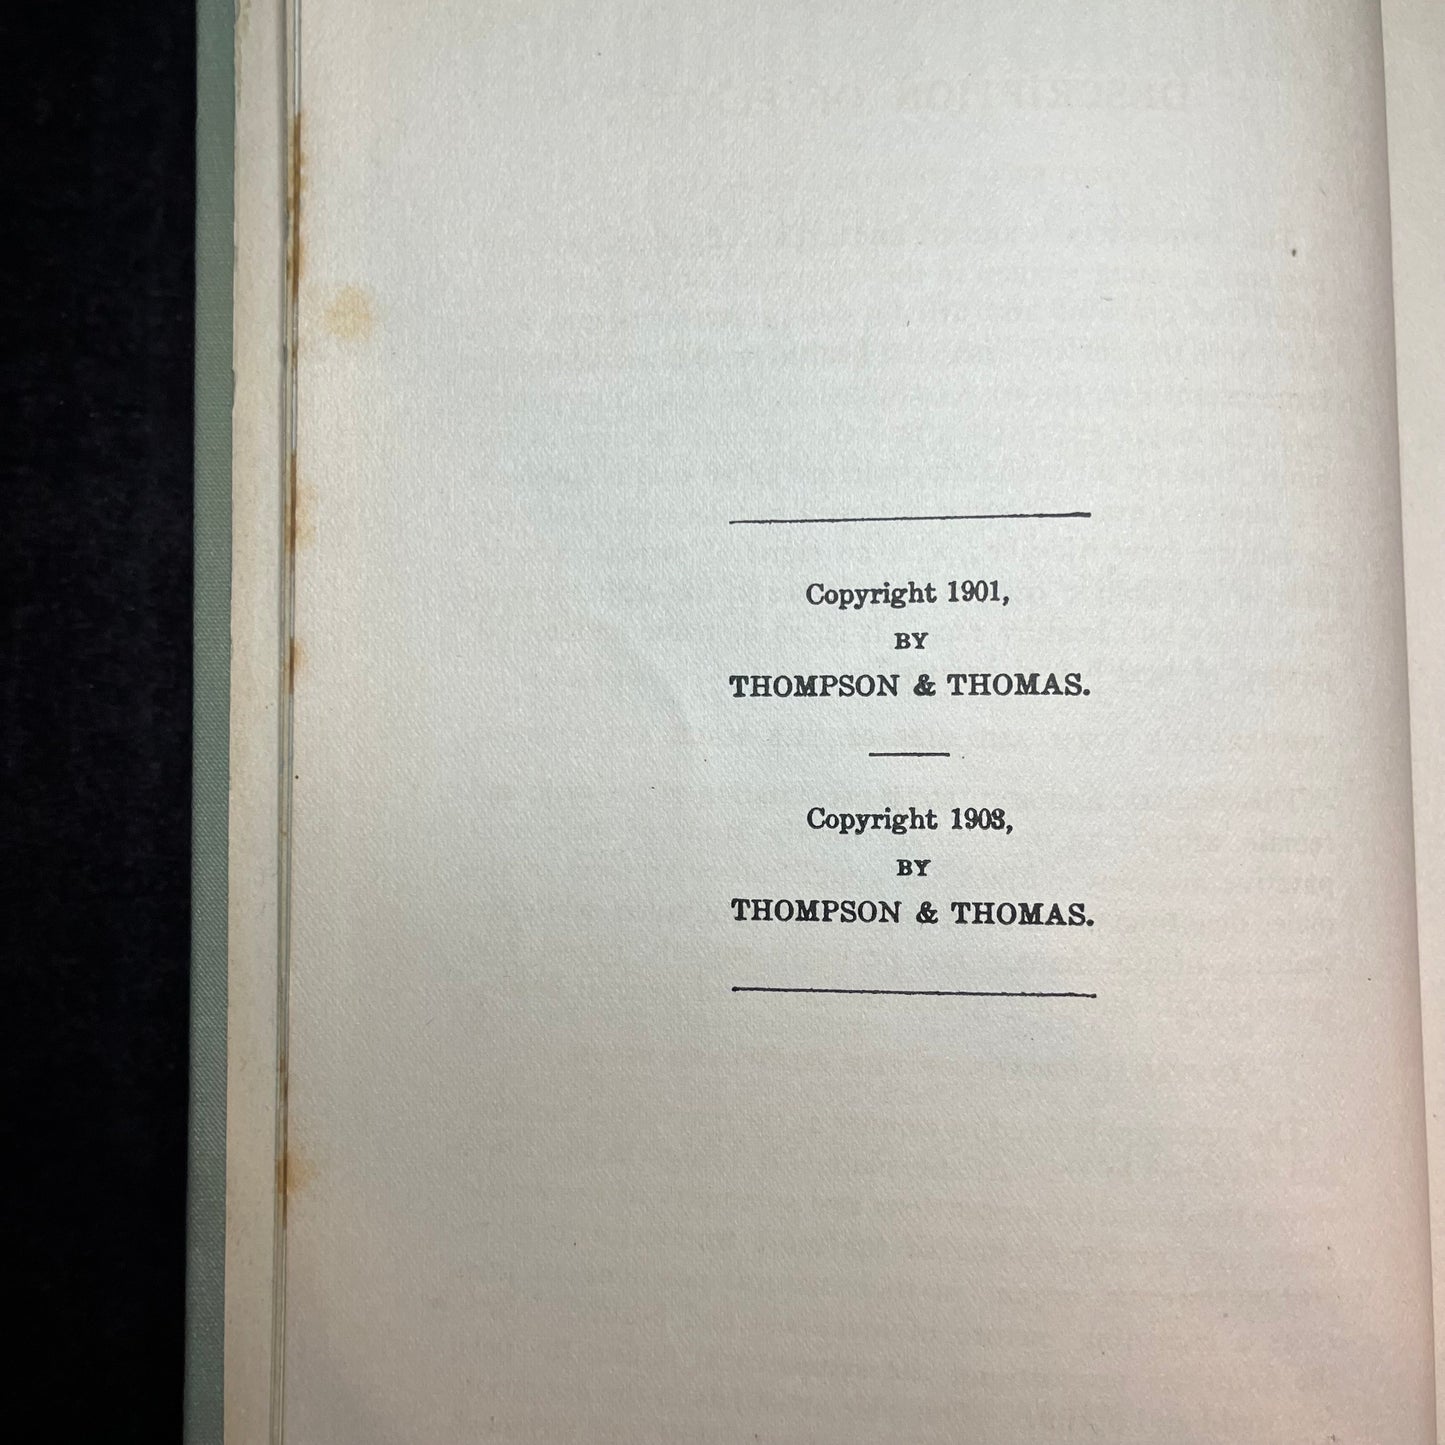 Copyright 1901,
BY
THOMPSON & THOMAS.
Copyright 1903,
BY
THOMPSON & THOMAS.